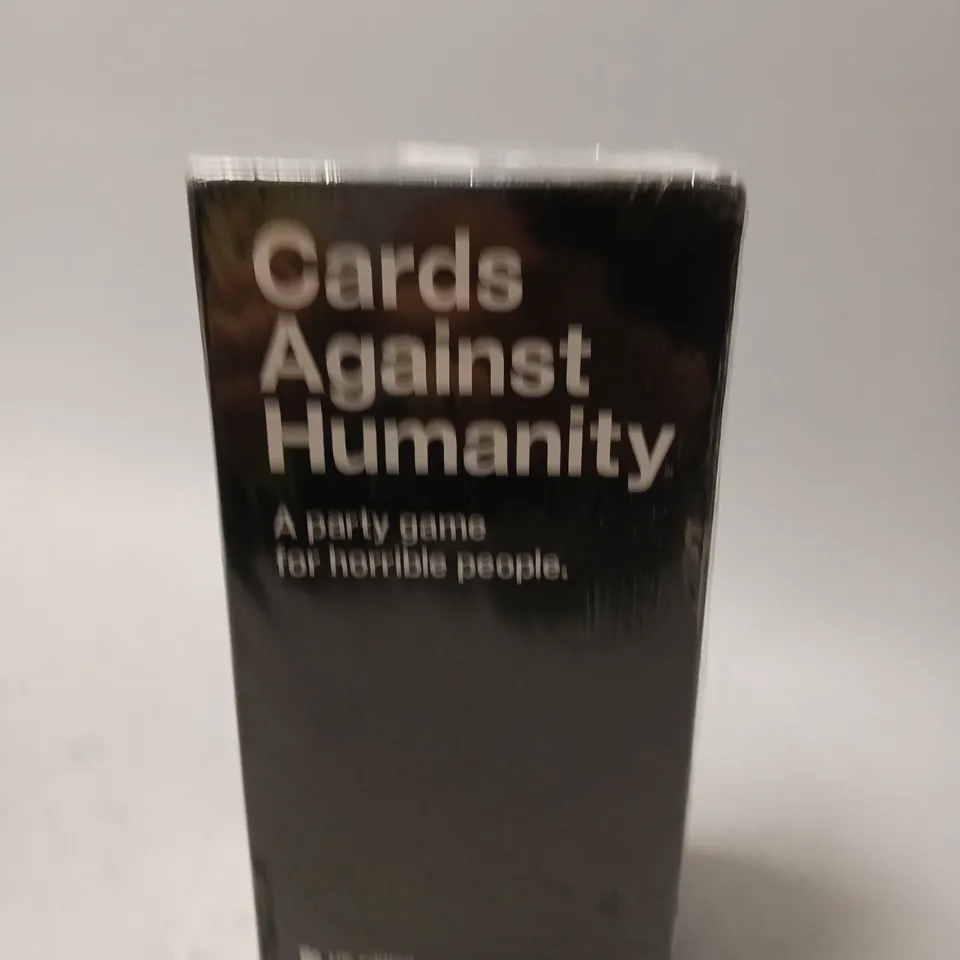 Cards
Against
Humanity
A party game
for horrible people.